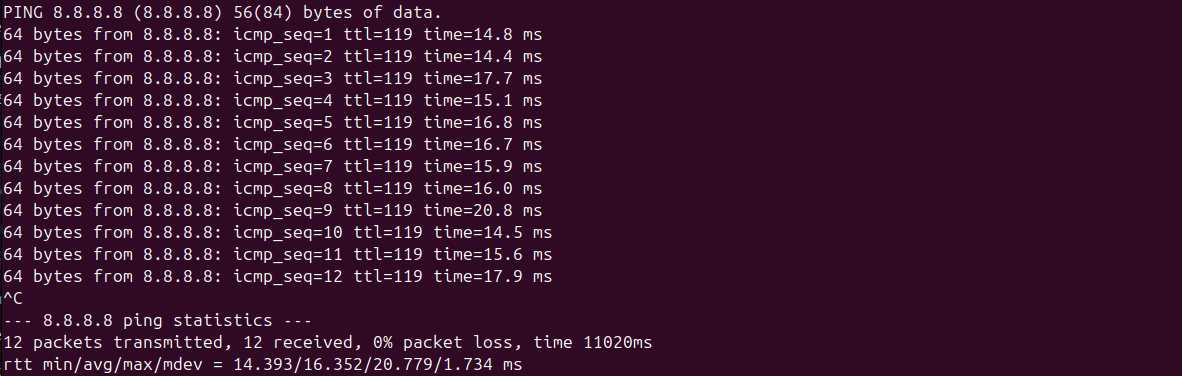 PING 8.8.8.8 (8.8.8.8) 56(84) bytes of data.
64 bytes from 8.8.8.8: icmp_seq=1 ttl=119 time=14.8 ms
64 bytes from 8.8.8.8: icmp_seq=2 ttl=119 time=14.4 ms
64 bytes from 8.8.8.8: icmp_seq=3 ttl=119 time=17.7 ms
64 bytes from 8.8.8.8: icmp_seq=4 ttl=119 time=15.1 ms
64 bytes from 8.8.8.8: icmp_seq=5 ttl=119 time=16.8 ms
64 bytes from 8.8.8.8: icmp_seq=6 ttl=119 time=16.7 ms
64 bytes from 8.8.8.8: icmp_seq=7 ttl=119 time=15.9 ms
64 bytes from 8.8.8.8: icmp_seq=8 ttl=119 time=16.0 ms
64 bytes from 8.8.8.8: icmp_seq=9 ttl=119 time=20.8 ms
64 bytes from 8.8.8.8: icmp_seq=10 ttl=119 time=14.5 ms
64 bytes from 8.8.8.8: icmp_seq=11 ttl=119 time=15.6 ms
64 bytes from 8.8.8.8: icmp_seq=12 ttl=119 time=17.9 ms
^C
--- 8.8.8.8 ping statistics ---
12 packets transmitted, 12 received, 0% packet loss, time 11020ms
rtt min/avg/max/mdev = 14.393/16.352/20.779/1.734 ms